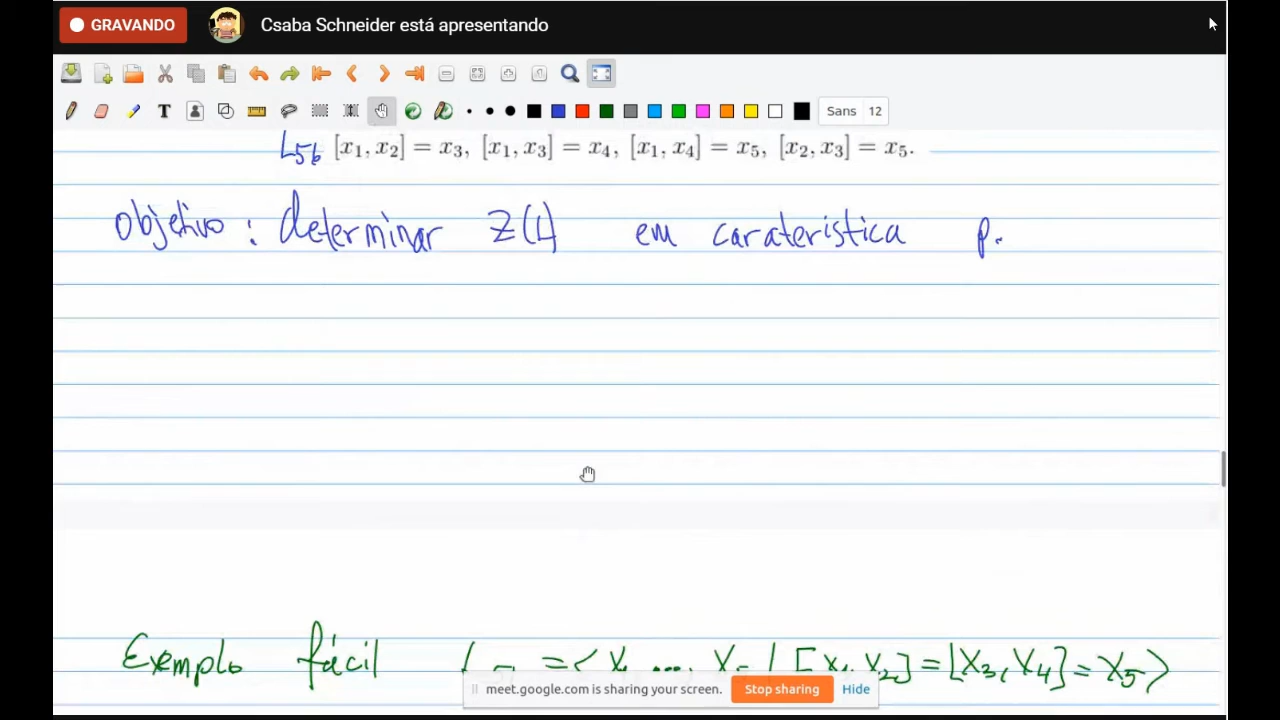 GRAVANDO Csaba Schneider está apresentando
T Sans 12
L₅₆ [x₁, x₂] = x₃, [x₁, x₃] = x₄, [x₁, x₄] = x₅, [x₂, x₃] = x₅.
Objetivo : determinar Z(L) em caraterística p.
Exemplo fácil = ⟨ X₁ ... X₅ | [X₁, X₂] = [X₃, X₄] = X₅ ⟩
meet.google.com is sharing your screen. Stop sharing Hide